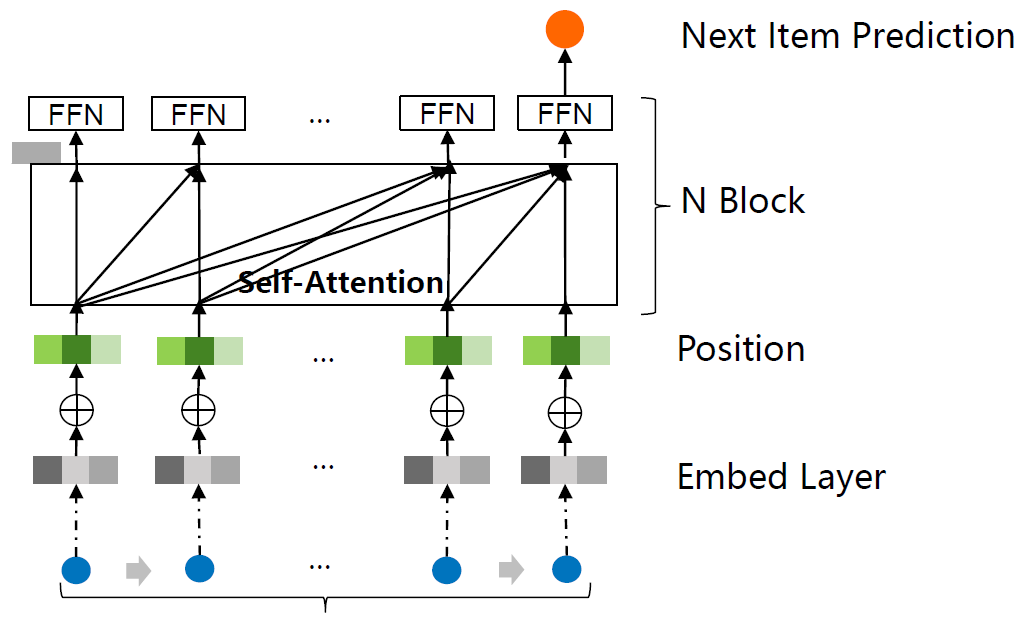 Next Item Prediction
FFN FFN ... FFN FFN
N Block
Self-Attention
Position
...
Embed Layer
...
...